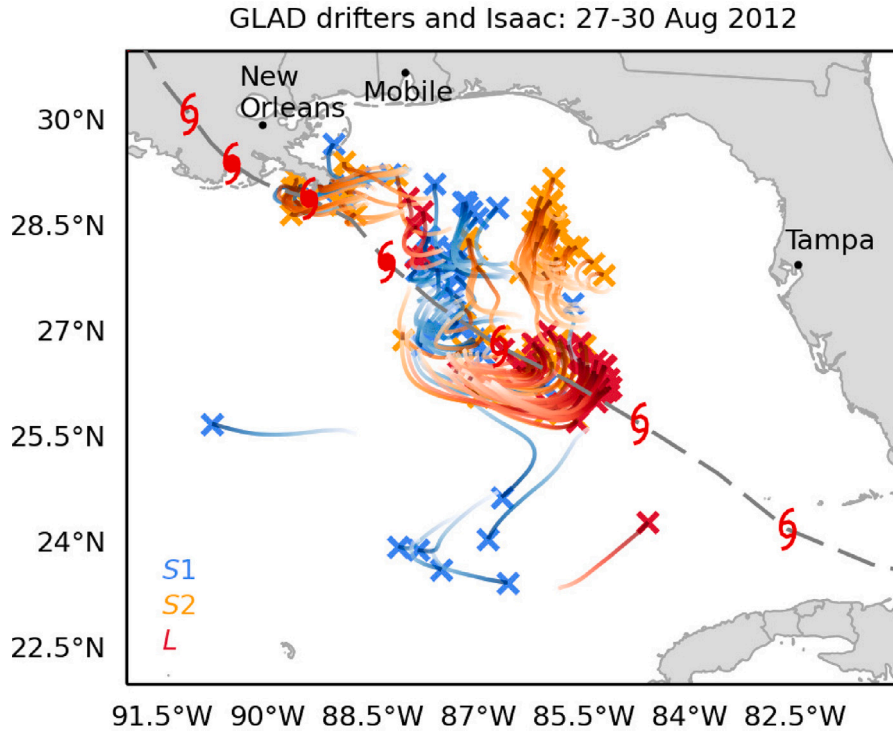 GLAD drifters and Isaac: 27-30 Aug 2012
30°N
28.5°N
27°N
25.5°N
24°N
22.5°N
New
Orleans
Mobile
Tampa
S1
S2
L
91.5°W 90°W 88.5°W 87°W 85.5°W 84°W 82.5°W